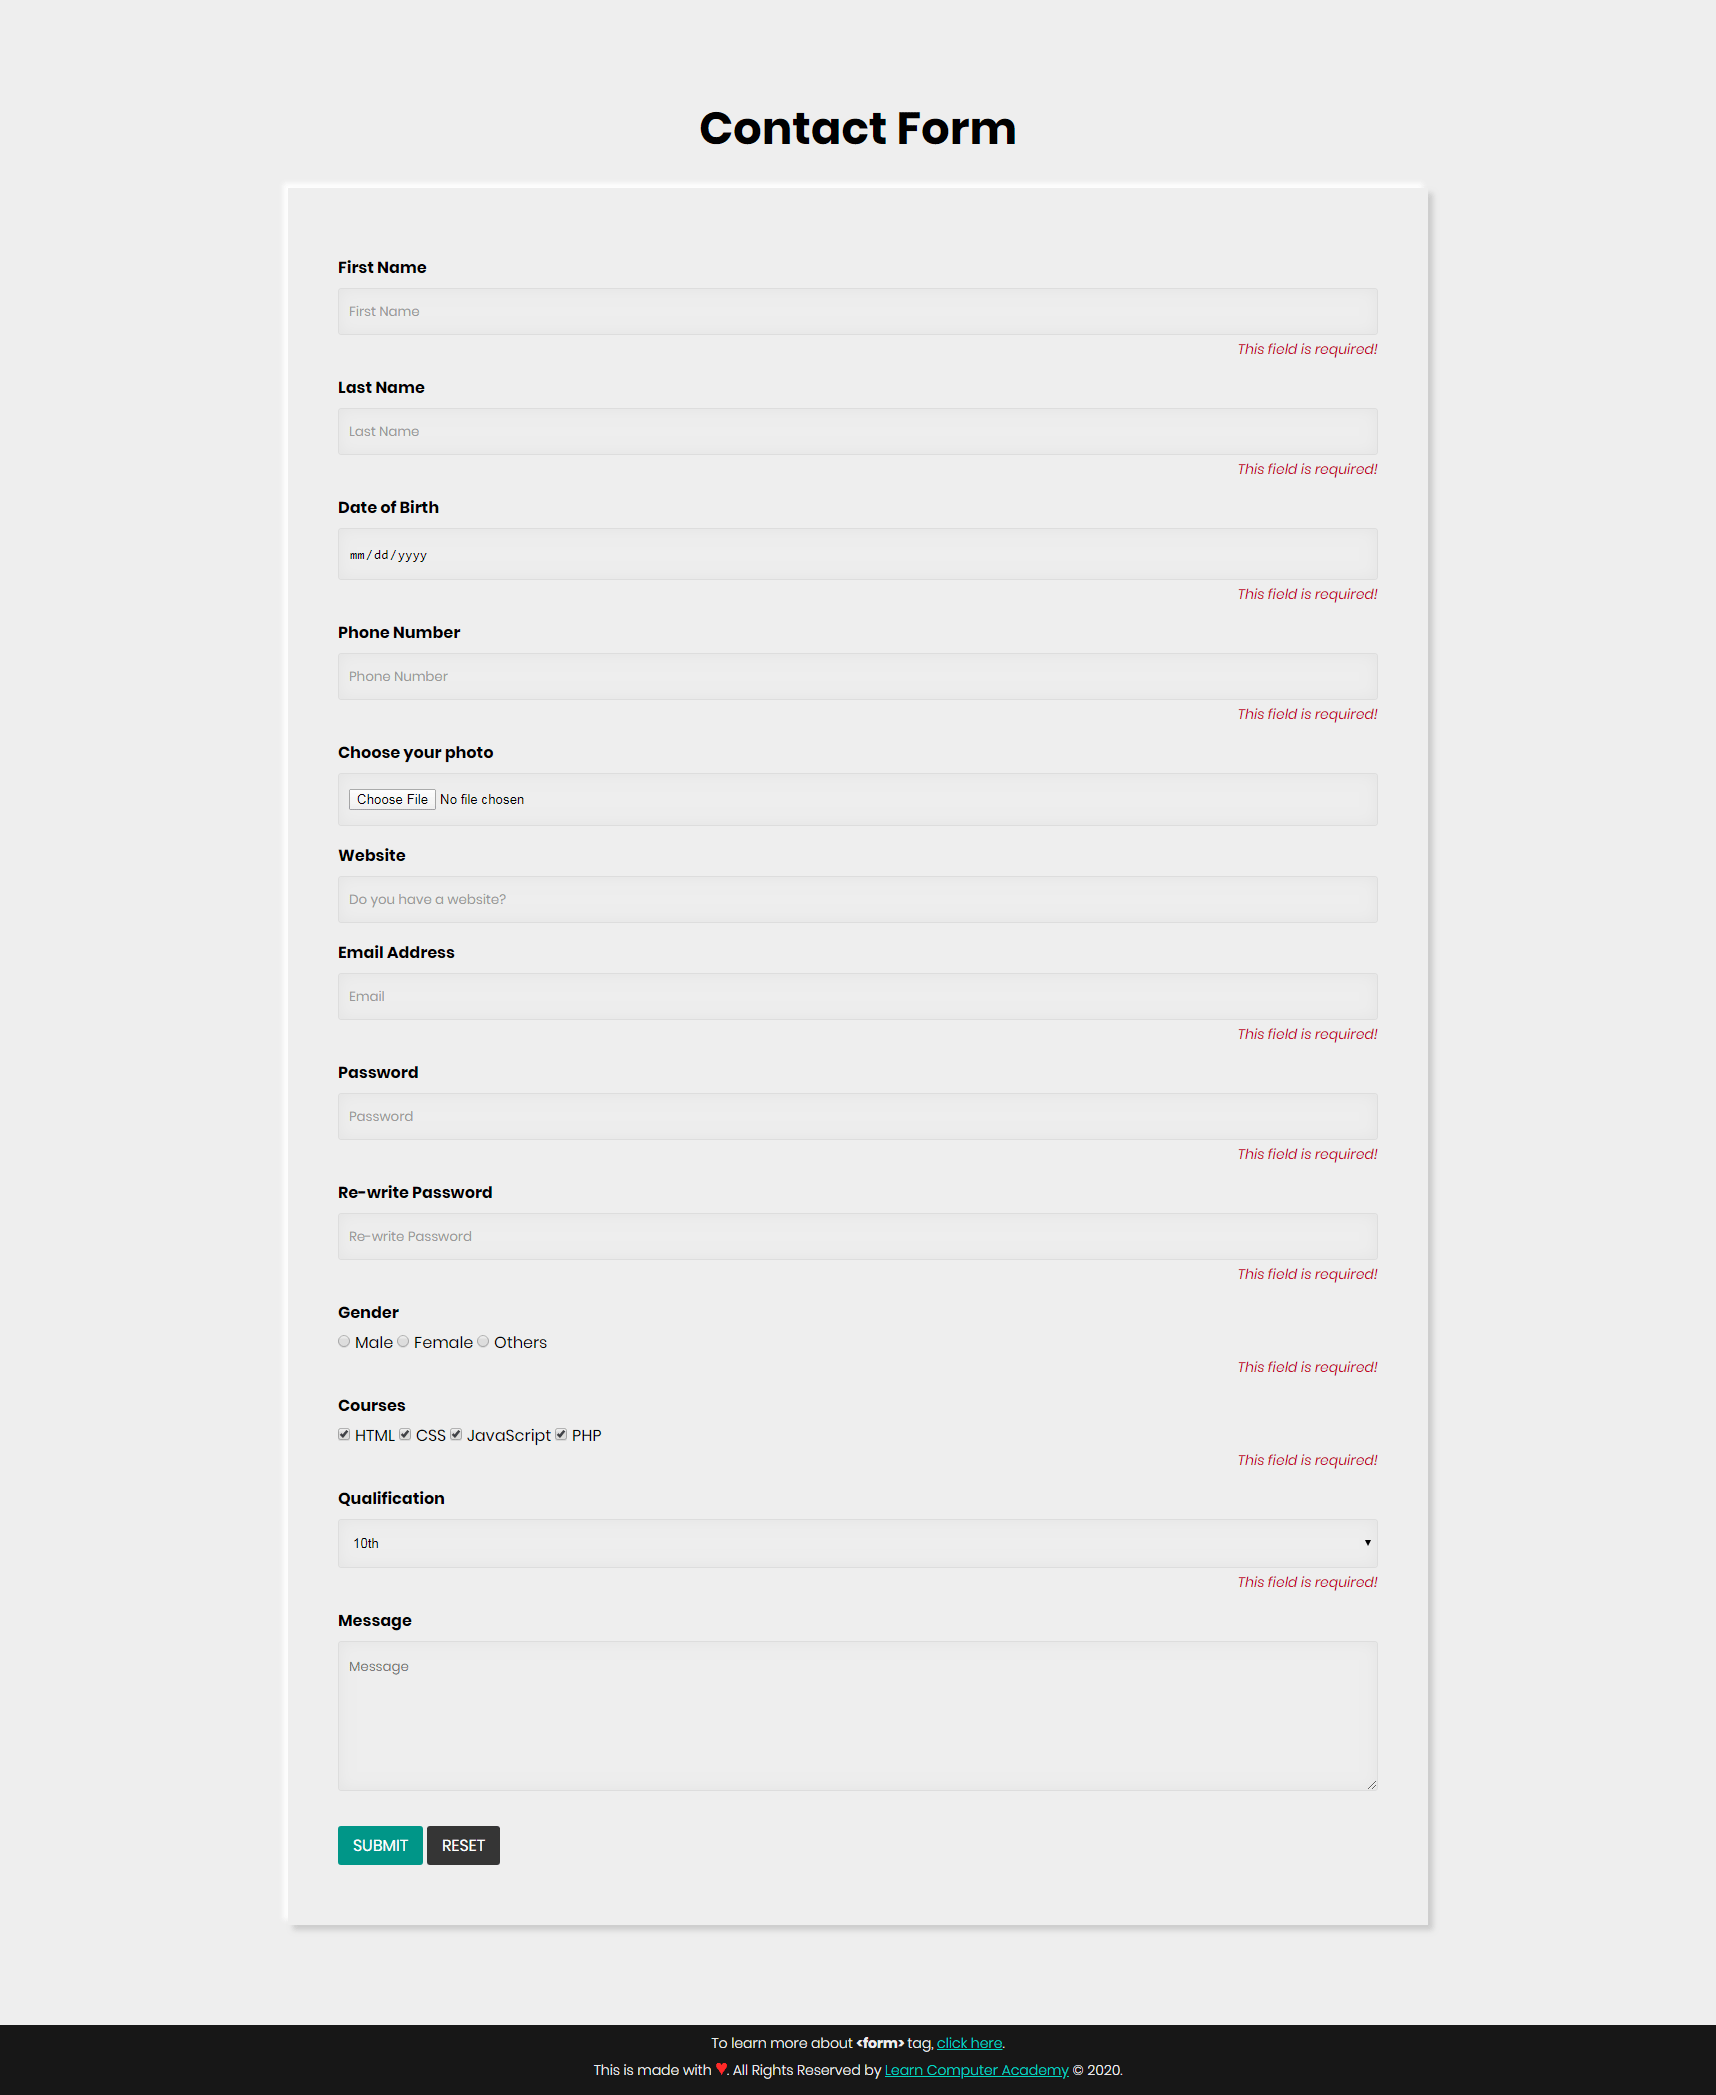 Contact Form
First Name
First Name
This field is required!
Last Name
Last Name
This field is required!
Date of Birth
mm/dd/yyyy
This field is required!
Phone Number
Phone Number
This field is required!
Choose your photo
Choose File No file chosen
Website
Do you have a website?
Email Address
Email
This field is required!
Password
Password
This field is required!
Re-write Password
Re-write Password
This field is required!
Gender
Male Female Others
This field is required!
Courses
HTML CSS JavaScript PHP
This field is required!
Qualification
10th
This field is required!
Message
Message
SUBMIT RESET
To learn more about <form> tag, click here.
This is made with ♥. All Rights Reserved by Learn Computer Academy © 2020.